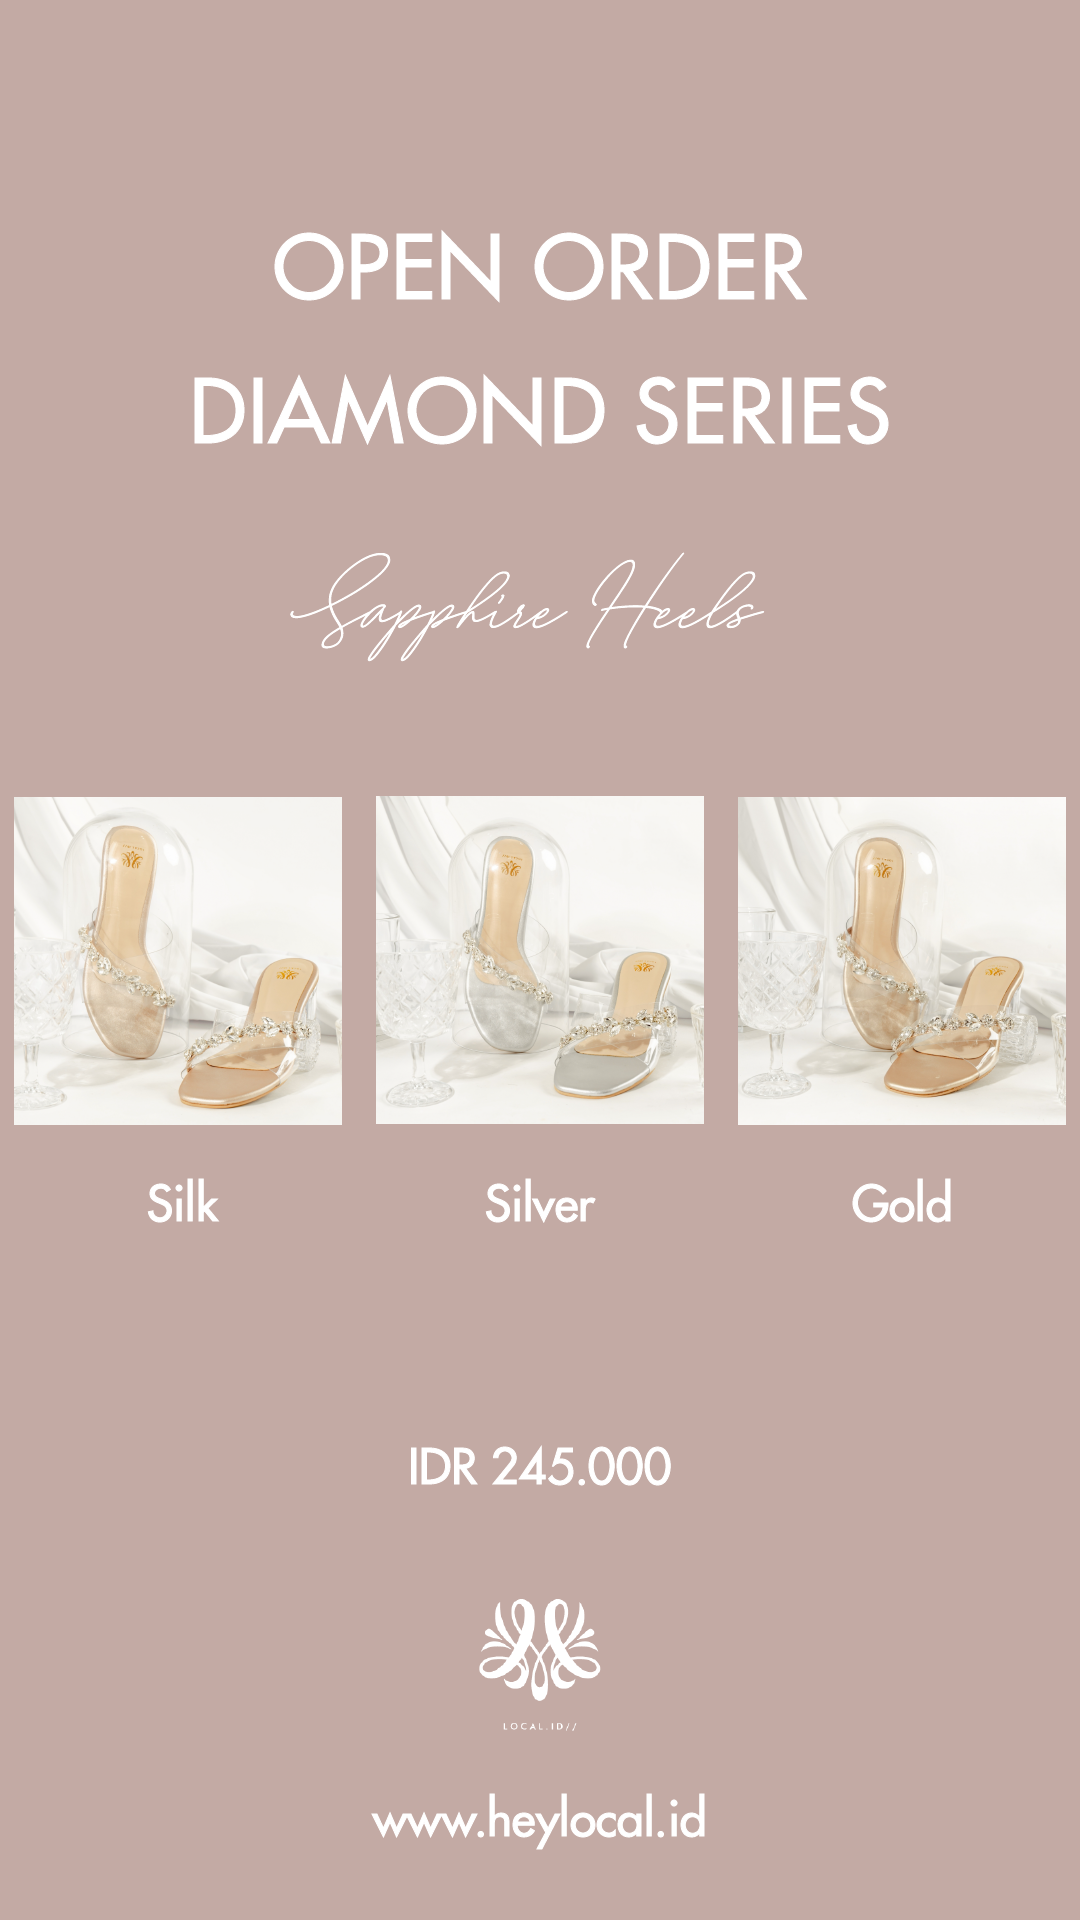 OPEN ORDER
DIAMOND SERIES
Sapphire Heels
Silk
Silver
Gold
IDR 245.000
LOCAL.ID//
www.heylocal.id